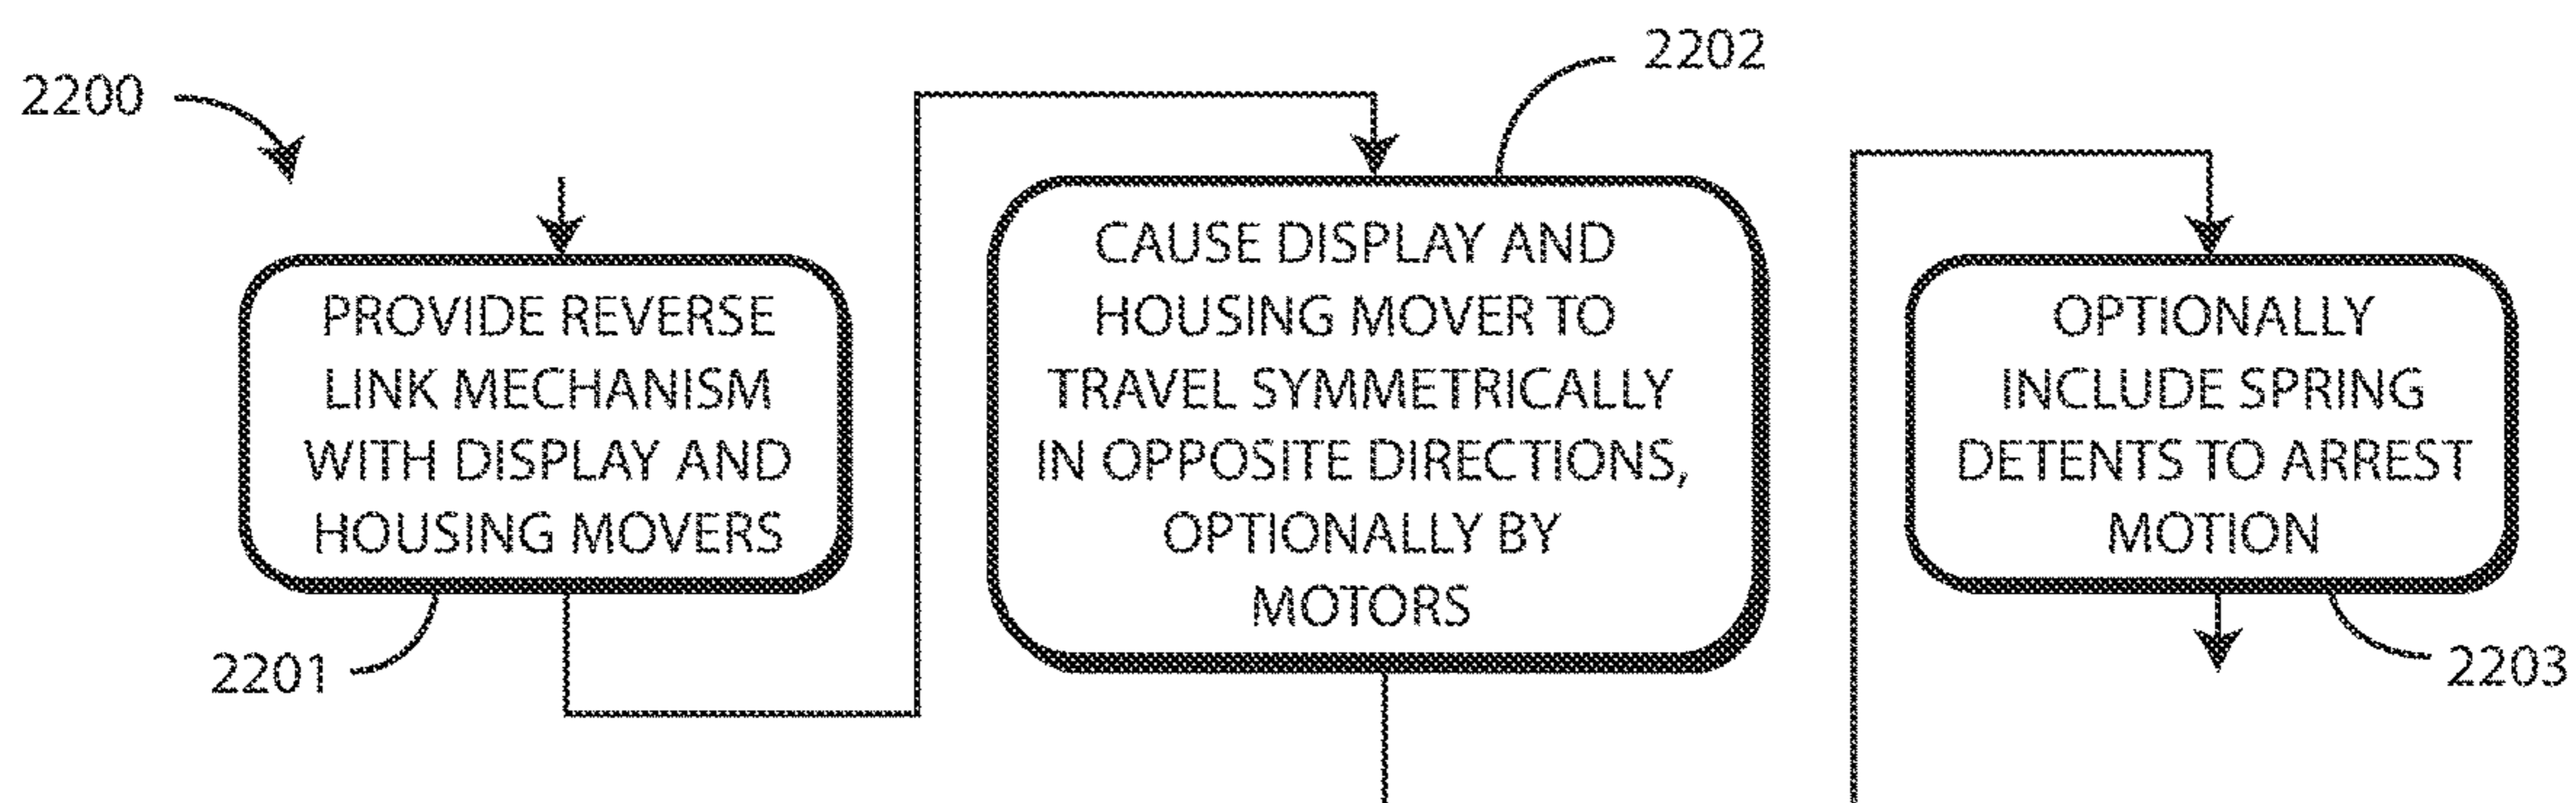 2200
PROVIDE REVERSE
LINK MECHANISM
WITH DISPLAY AND
HOUSING MOVERS
2201
2202
CAUSE DISPLAY AND
HOUSING MOVER TO
TRAVEL SYMMETRICALLY
IN OPPOSITE DIRECTIONS,
OPTIONALLY BY
MOTORS
OPTIONALLY
INCLUDE SPRING
DETENTS TO ARREST
MOTION
2203